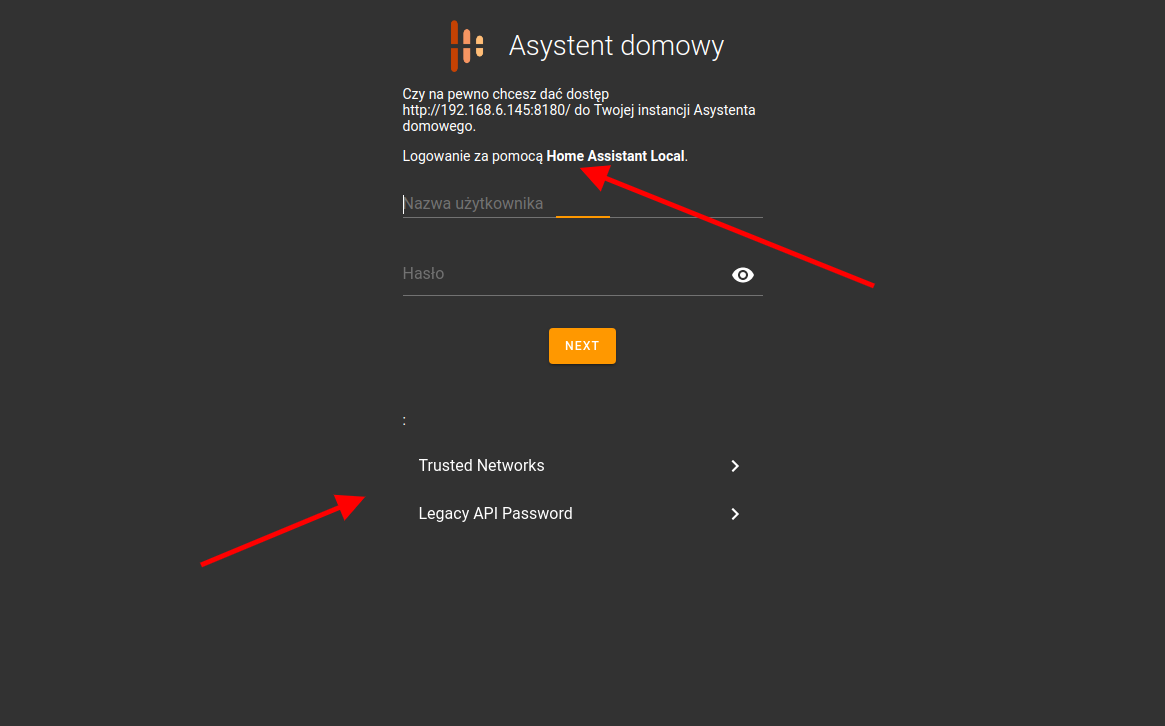 Asystent domowy
Czy na pewno chcesz dać dostęp
http://192.168.6.145:8180/ do Twojej instancji Asystenta
domowego.
Logowanie za pomocą Home Assistant Local.
Nazwa użytkownika
Hasło
NEXT
:
Trusted Networks
Legacy API Password